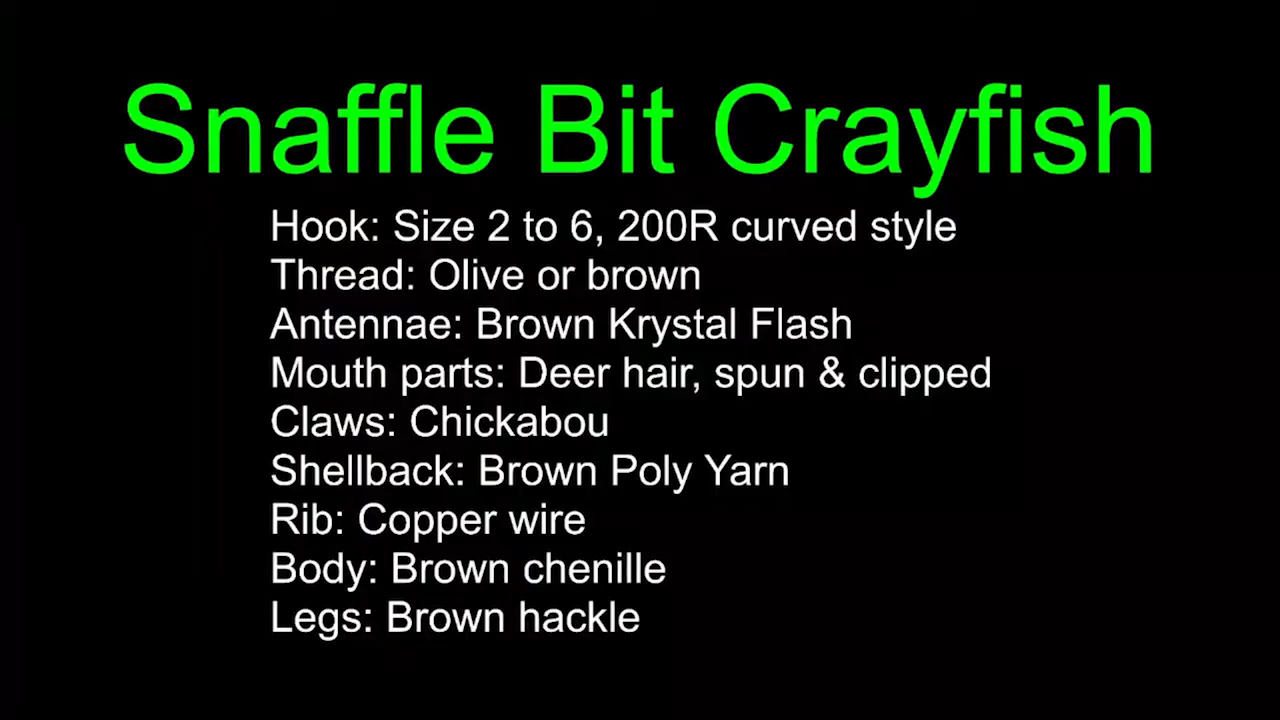 Snaffle Bit Crayfish
Hook: Size 2 to 6, 200R curved style
Thread: Olive or brown
Antennae: Brown Krystal Flash
Mouth parts: Deer hair, spun & clipped
Claws: Chickabou
Shellback: Brown Poly Yarn
Rib: Copper wire
Body: Brown chenille
Legs: Brown hackle